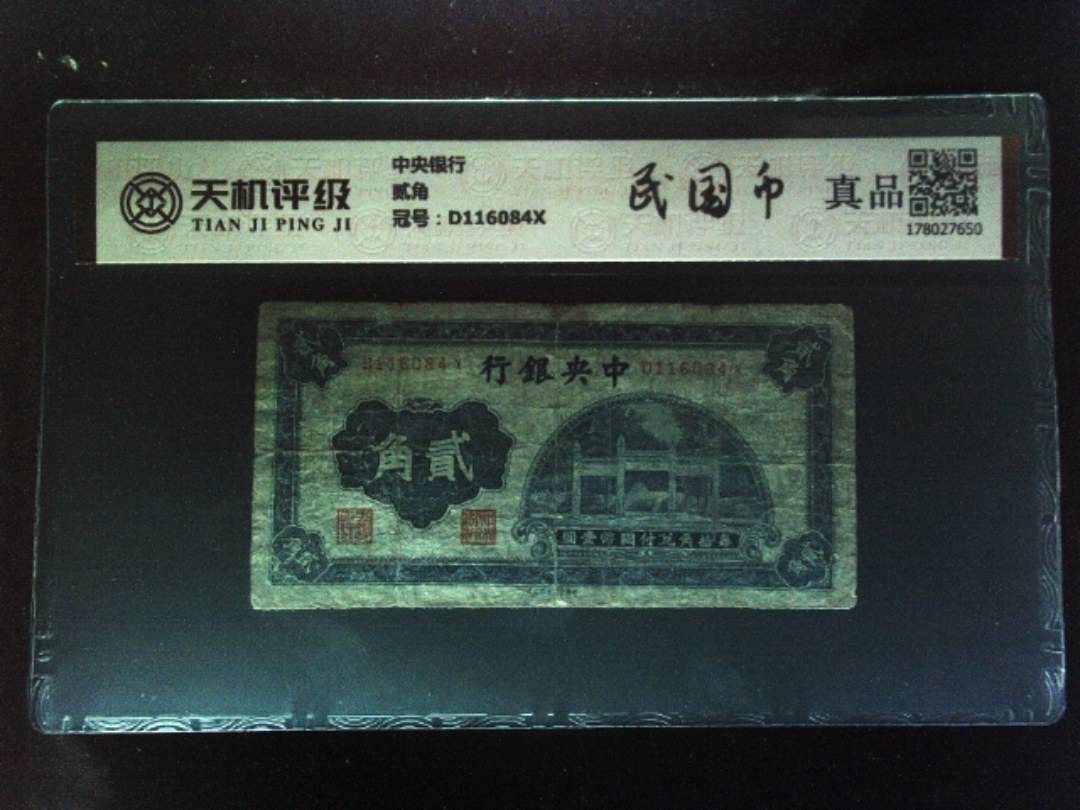 天机评级
TIAN JI PING JI
中央银行
贰角
冠号：D116084X
民国币
真品
178027650
行銀央中
D116084X
角貳